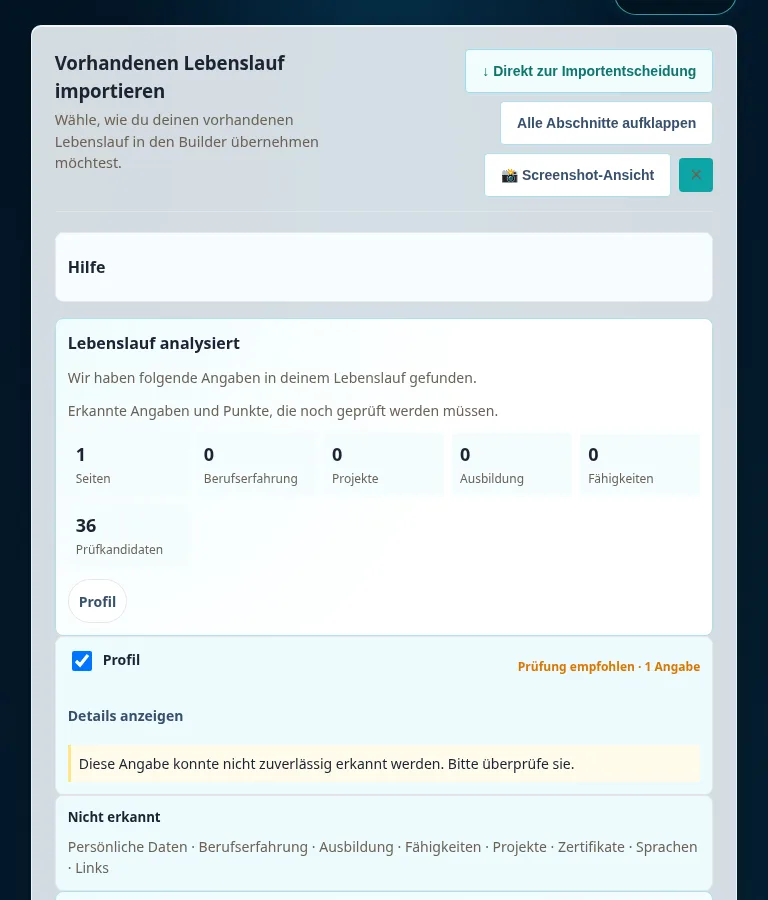 Vorhandenen Lebenslauf
importieren
Wähle, wie du deinen vorhandenen
Lebenslauf in den Builder übernehmen
möchtest.
↓ Direkt zur Importentscheidung
Alle Abschnitte aufklappen
📸 Screenshot-Ansicht
✕
Hilfe
Lebenslauf analysiert
Wir haben folgende Angaben in deinem Lebenslauf gefunden.
Erkannte Angaben und Punkte, die noch geprüft werden müssen.
1 0 0 0 0
Seiten Berufserfahrung Projekte Ausbildung Fähigkeiten
36
Prüfkandidaten
Profil
Profil
Prüfung empfohlen · 1 Angabe
Details anzeigen
Diese Angabe konnte nicht zuverlässig erkannt werden. Bitte überprüfe sie.
Nicht erkannt
Persönliche Daten · Berufserfahrung · Ausbildung · Fähigkeiten · Projekte · Zertifikate · Sprachen
· Links